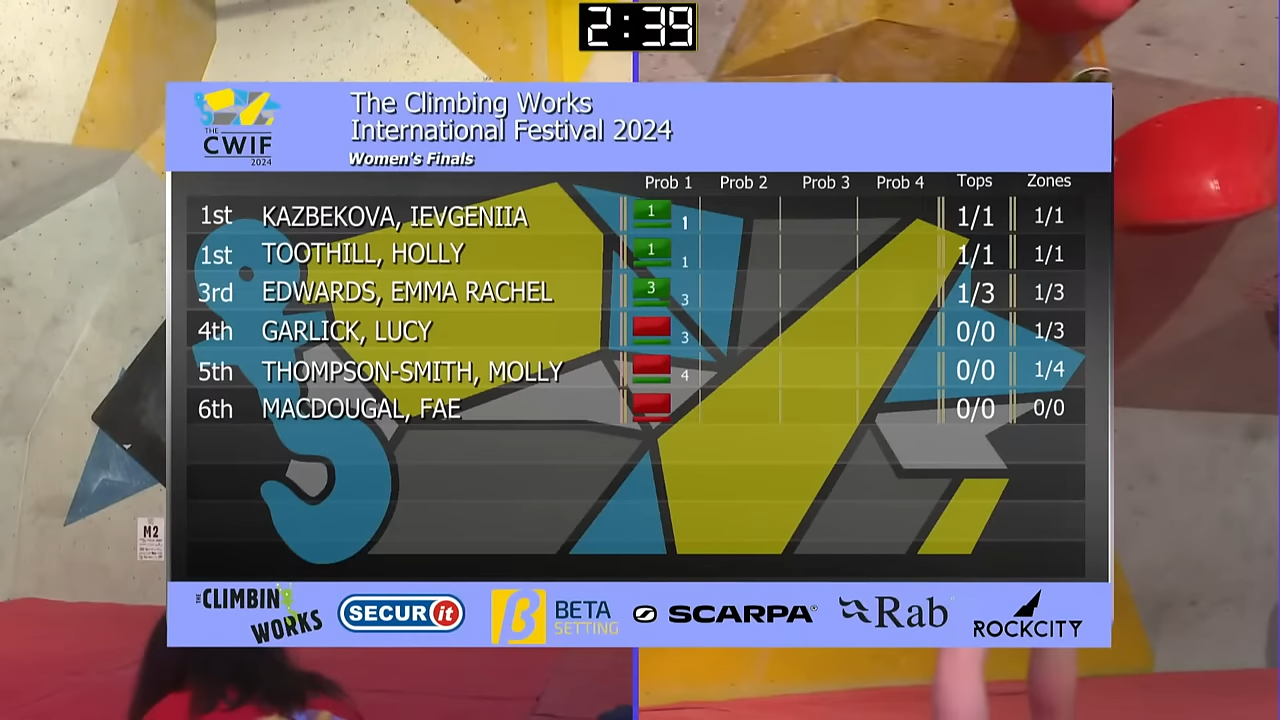 2:39
THE CWIF 2024
The Climbing Works
International Festival 2024
Women's Finals
Prob 1 Prob 2 Prob 3 Prob 4 Tops Zones
1st KAZBEKOVA, IEVGENIIA 1 1 1/1 1/1
1st TOOTHILL, HOLLY 1 1 1/1 1/1
3rd EDWARDS, EMMA RACHEL 3 3 1/3 1/3
4th GARLICK, LUCY 3 0/0 1/3
5th THOMPSON-SMITH, MOLLY 4 0/0 1/4
6th MACDOUGAL, FAE 0/0 0/0
M2
THE CLIMBIN WORKS
SECUR it
β BETA SETTING
SCARPA
Rab
ROCKCITY